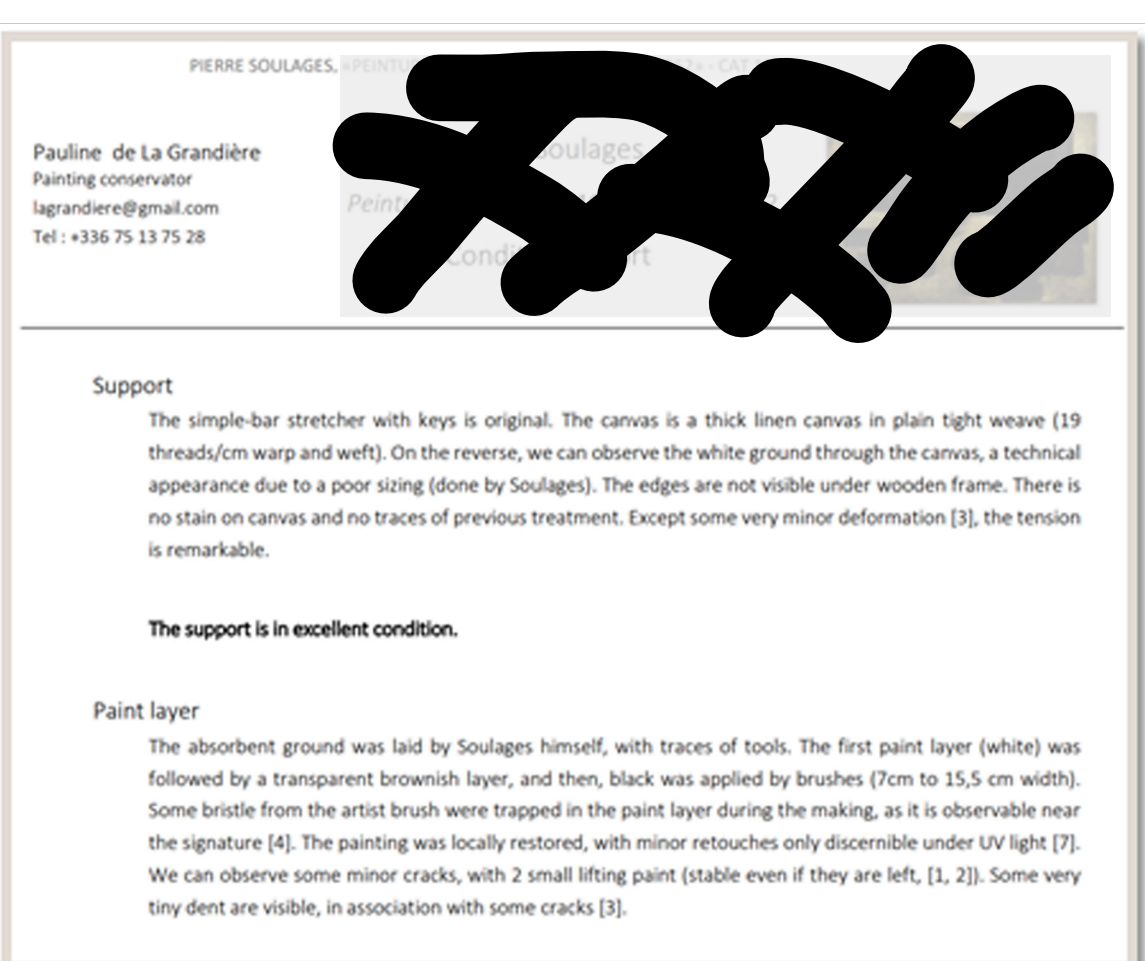 PIERRE SOULAGES, «PEINTU - CAT
Pauline de La Grandière
Painting conservator
lagrandiere@gmail.com
Tel : +336 75 13 75 28
Soulages
Support
The simple-bar stretcher with keys is original. The canvas is a thick linen canvas in plain tight weave (19
threads/cm warp and weft). On the reverse, we can observe the white ground through the canvas, a technical
appearance due to a poor sizing (done by Soulages). The edges are not visible under wooden frame. There is
no stain on canvas and no traces of previous treatment. Except some very minor deformation [3], the tension
is remarkable.
The support is in excellent condition.
Paint layer
The absorbent ground was laid by Soulages himself, with traces of tools. The first paint layer (white) was
followed by a transparent brownish layer, and then, black was applied by brushes (7cm to 15,5 cm width).
Some bristle from the artist brush were trapped in the paint layer during the making, as it is observable near
the signature [4]. The painting was locally restored, with minor retouches only discernible under UV light [7].
We can observe some minor cracks, with 2 small lifting paint (stable even if they are left, [1, 2]). Some very
tiny dent are visible, in association with some cracks [3].